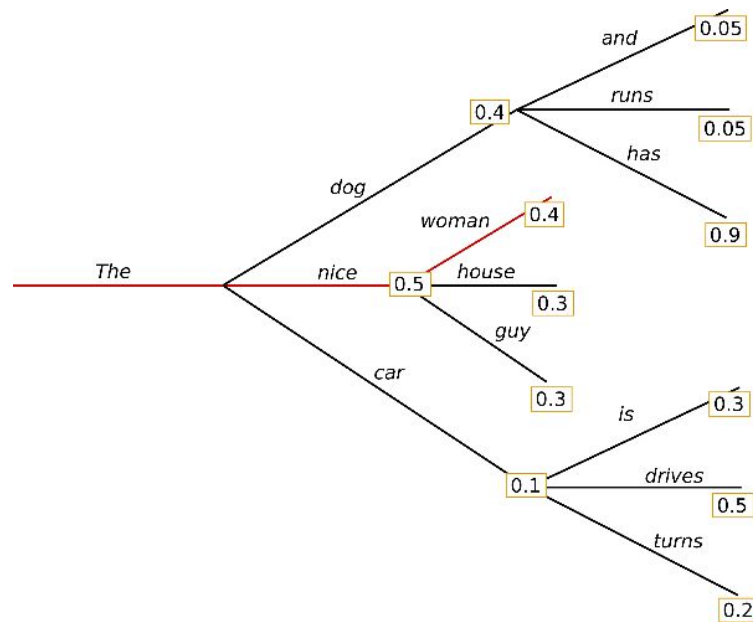 and
0.05
0.4
runs
0.05
has
dog
0.9
woman
0.4
The
nice
0.5
house
0.3
guy
0.3
car
is
0.3
0.1
drives
0.5
turns
0.2